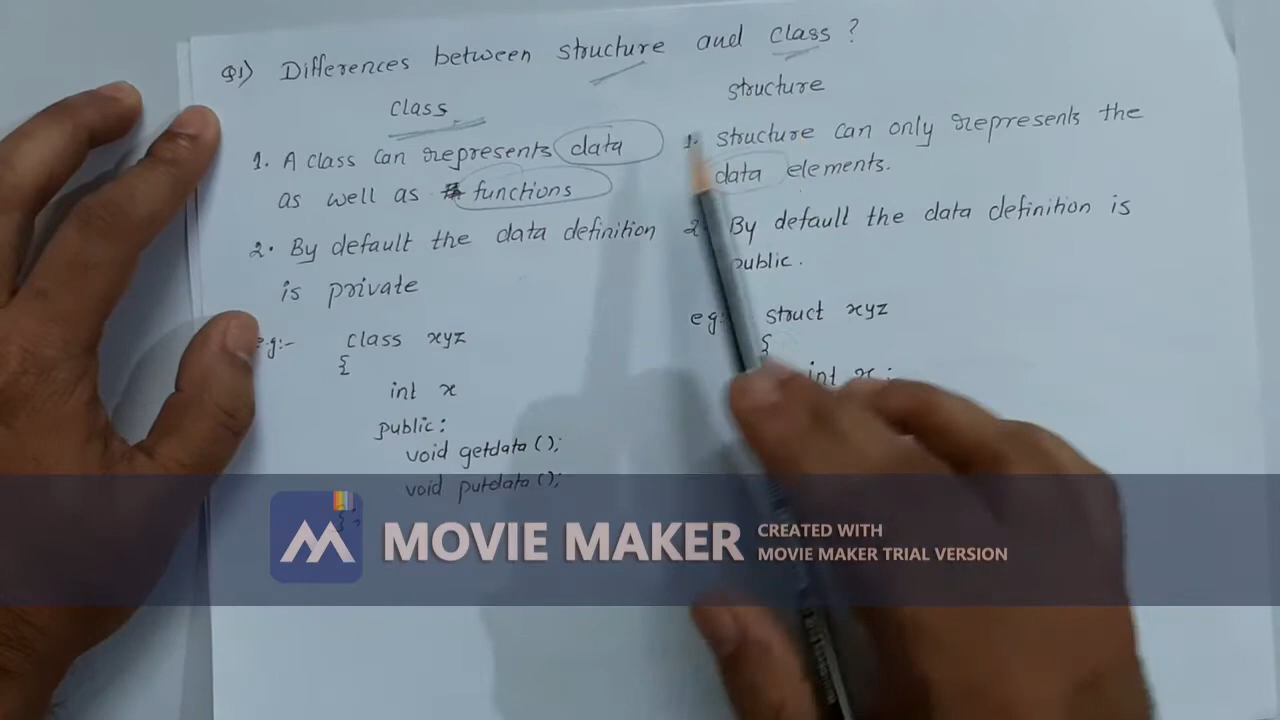 Q1) Differences between structure and class ?
class
1. A class can represents data
as well as functions
2. By default the data definition
is private
e.g:- class xyz
{
int x
public:
void getdata ();
void putdata ();
};
structure
1. structure can only represents the
data elements.
2. By default the data definition is
public.
eg: struct xyz
{
int x ;
MOVIE MAKER
CREATED WITH
MOVIE MAKER TRIAL VERSION